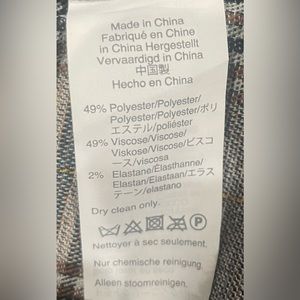 Made in China
Fabriqué en Chine
in China Hergestellt
Vervaardigd in China
中国製
Hecho en China
49% Polyester/Polyester/
Polyester/Polyester/ポリ
エステル/poliéster
49% Viscose/Viscose/
Viskose/Viscose/ビスコ
ース/viscosa
2% Elastane/Élasthanne/
Elastan/Elastaan/エラス
テーン/elastano
Dry clean only.
P
Nettoyer à sec seulement.
Nur chemische reinigung.
Alleen stoomreinigen.